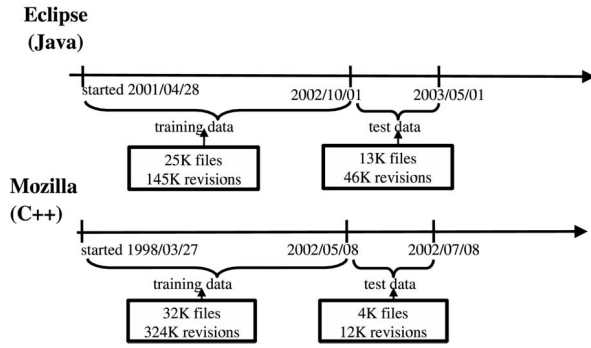 Eclipse
(Java)
started 2001/04/28
2002/10/01
2003/05/01
training data
test data
25K files
145K revisions
13K files
46K revisions
Mozilla
(C++)
started 1998/03/27
2002/05/08
2002/07/08
training data
test data
32K files
324K revisions
4K files
12K revisions